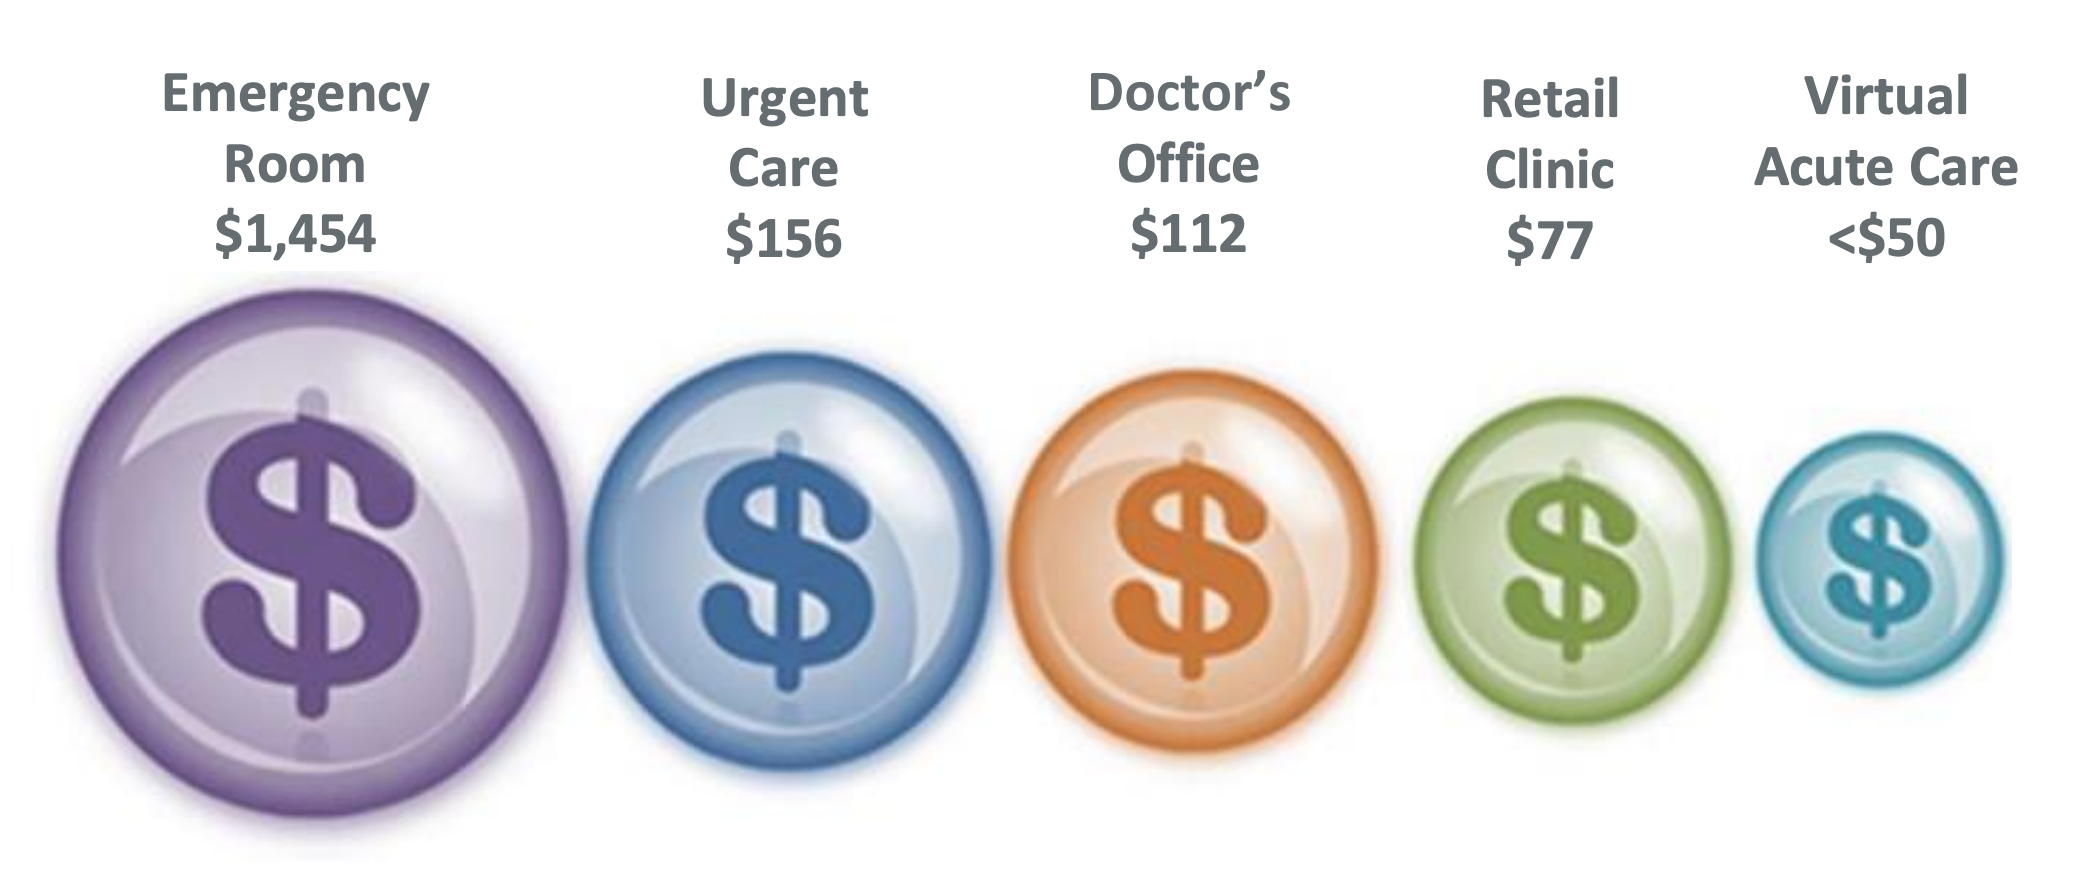 Emergency
Room
$1,454
Urgent
Care
$156
Doctor’s
Office
$112
Retail
Clinic
$77
Virtual
Acute Care
<$50
$
$
$
$
$